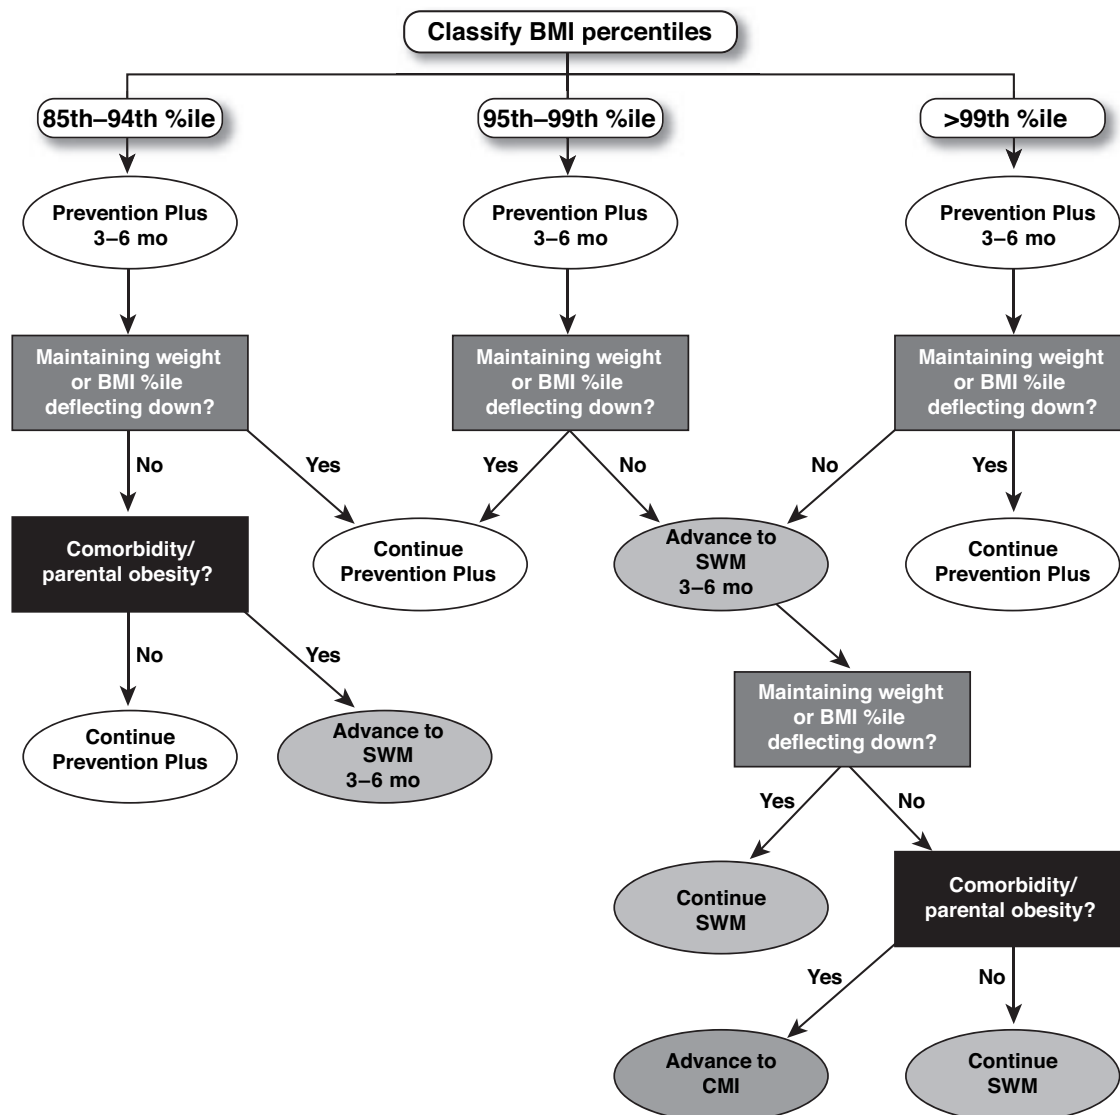 Classify BMI percentiles
85th–94th %ile
95th–99th %ile
>99th %ile
Prevention Plus
3–6 mo
Prevention Plus
3–6 mo
Prevention Plus
3–6 mo
Maintaining weight
or BMI %ile
deflecting down?
Maintaining weight
or BMI %ile
deflecting down?
Maintaining weight
or BMI %ile
deflecting down?
No
Yes
Yes
No
No
Yes
Comorbidity/
parental obesity?
Continue
Prevention Plus
Advance to
SWM
3–6 mo
Continue
Prevention Plus
No
Yes
Continue
Prevention Plus
Advance to
SWM
3–6 mo
Maintaining weight
or BMI %ile
deflecting down?
Yes
No
Continue
SWM
Comorbidity/
parental obesity?
Yes
No
Advance to
CMI
Continue
SWM